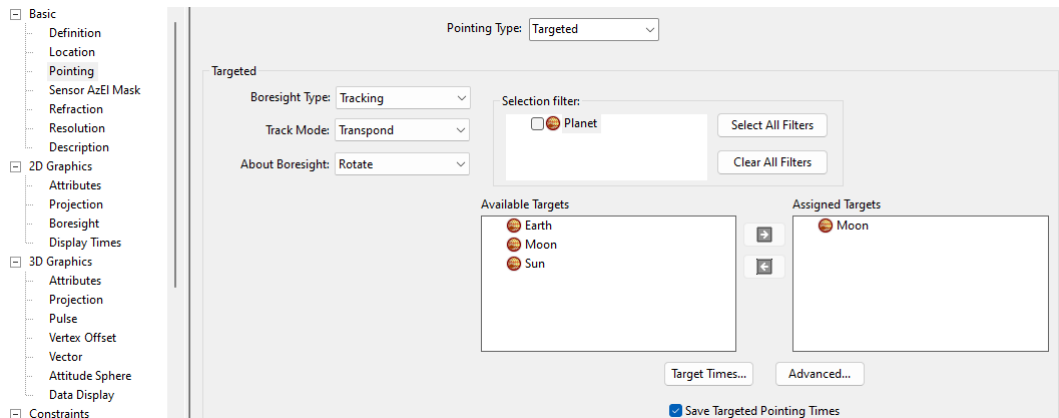 Basic
Definition
Location
Pointing
Sensor AzEl Mask
Refraction
Resolution
Description
2D Graphics
Attributes
Projection
Boresight
Display Times
3D Graphics
Attributes
Projection
Pulse
Vertex Offset
Vector
Attitude Sphere
Data Display
Constraints
Pointing Type: Targeted
Targeted
Boresight Type: Tracking
Track Mode: Transpond
About Boresight: Rotate
Selection filter:
Planet
Select All Filters
Clear All Filters
Available Targets
Earth
Moon
Sun
Assigned Targets
Moon
Target Times...
Advanced...
Save Targeted Pointing Times